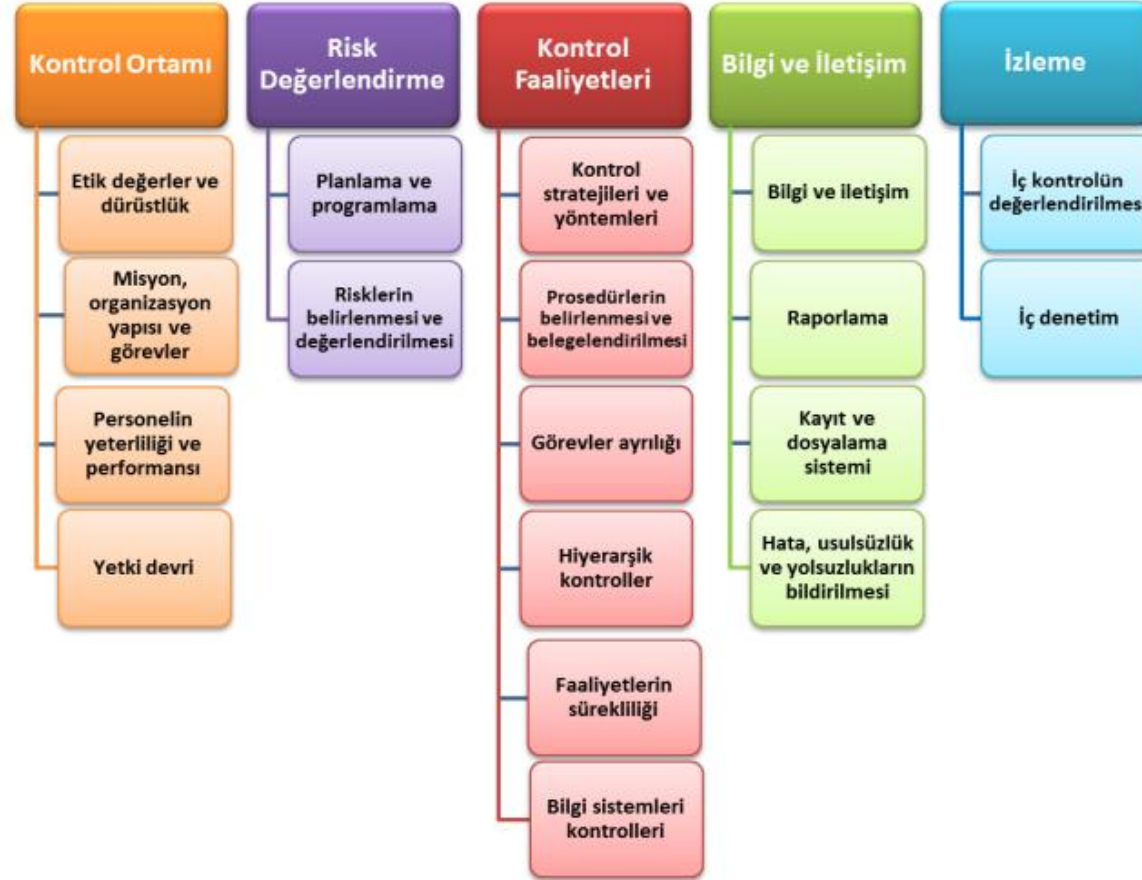 Kontrol Ortamı
Etik değerler ve
dürüstlük
Misyon,
organizasyon
yapısı ve
görevler
Personelin
yeterliliği ve
performansı
Yetki devri
Risk
Değerlendirme
Planlama ve
programlama
Risklerin
belirlenmesi ve
değerlendirilmesi
Kontrol
Faaliyetleri
Kontrol
stratejileri ve
yöntemleri
Prosedürlerin
belirlenmesi ve
belegelendirilmesi
Görevler ayrılığı
Hiyerarşik
kontroller
Faaliyetlerin
sürekliliği
Bilgi sistemleri
kontrolleri
Bilgi ve İletişim
Bilgi ve iletişim
Raporlama
Kayıt ve
dosyalama
sistemi
Hata, usulsüzlük
ve yolsuzlukların
bildirilmesi
İzleme
İç kontrolün
değerlendirilmes
İç denetim